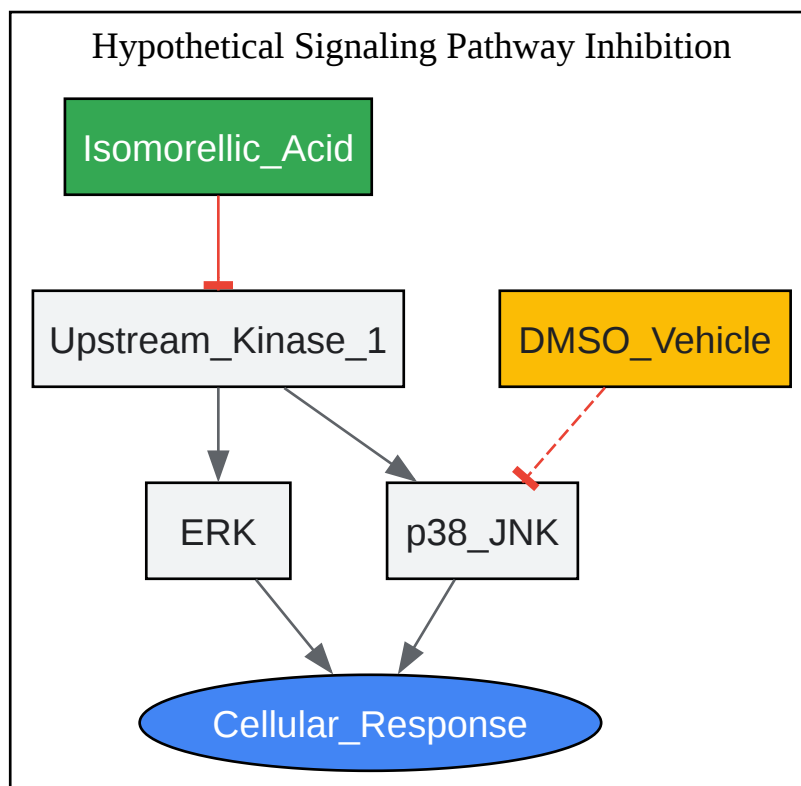 Hypothetical Signaling Pathway Inhibition
Isomorellic_Acid
Upstream_Kinase_1
DMSO_Vehicle
ERK
p38_JNK
Cellular_Response